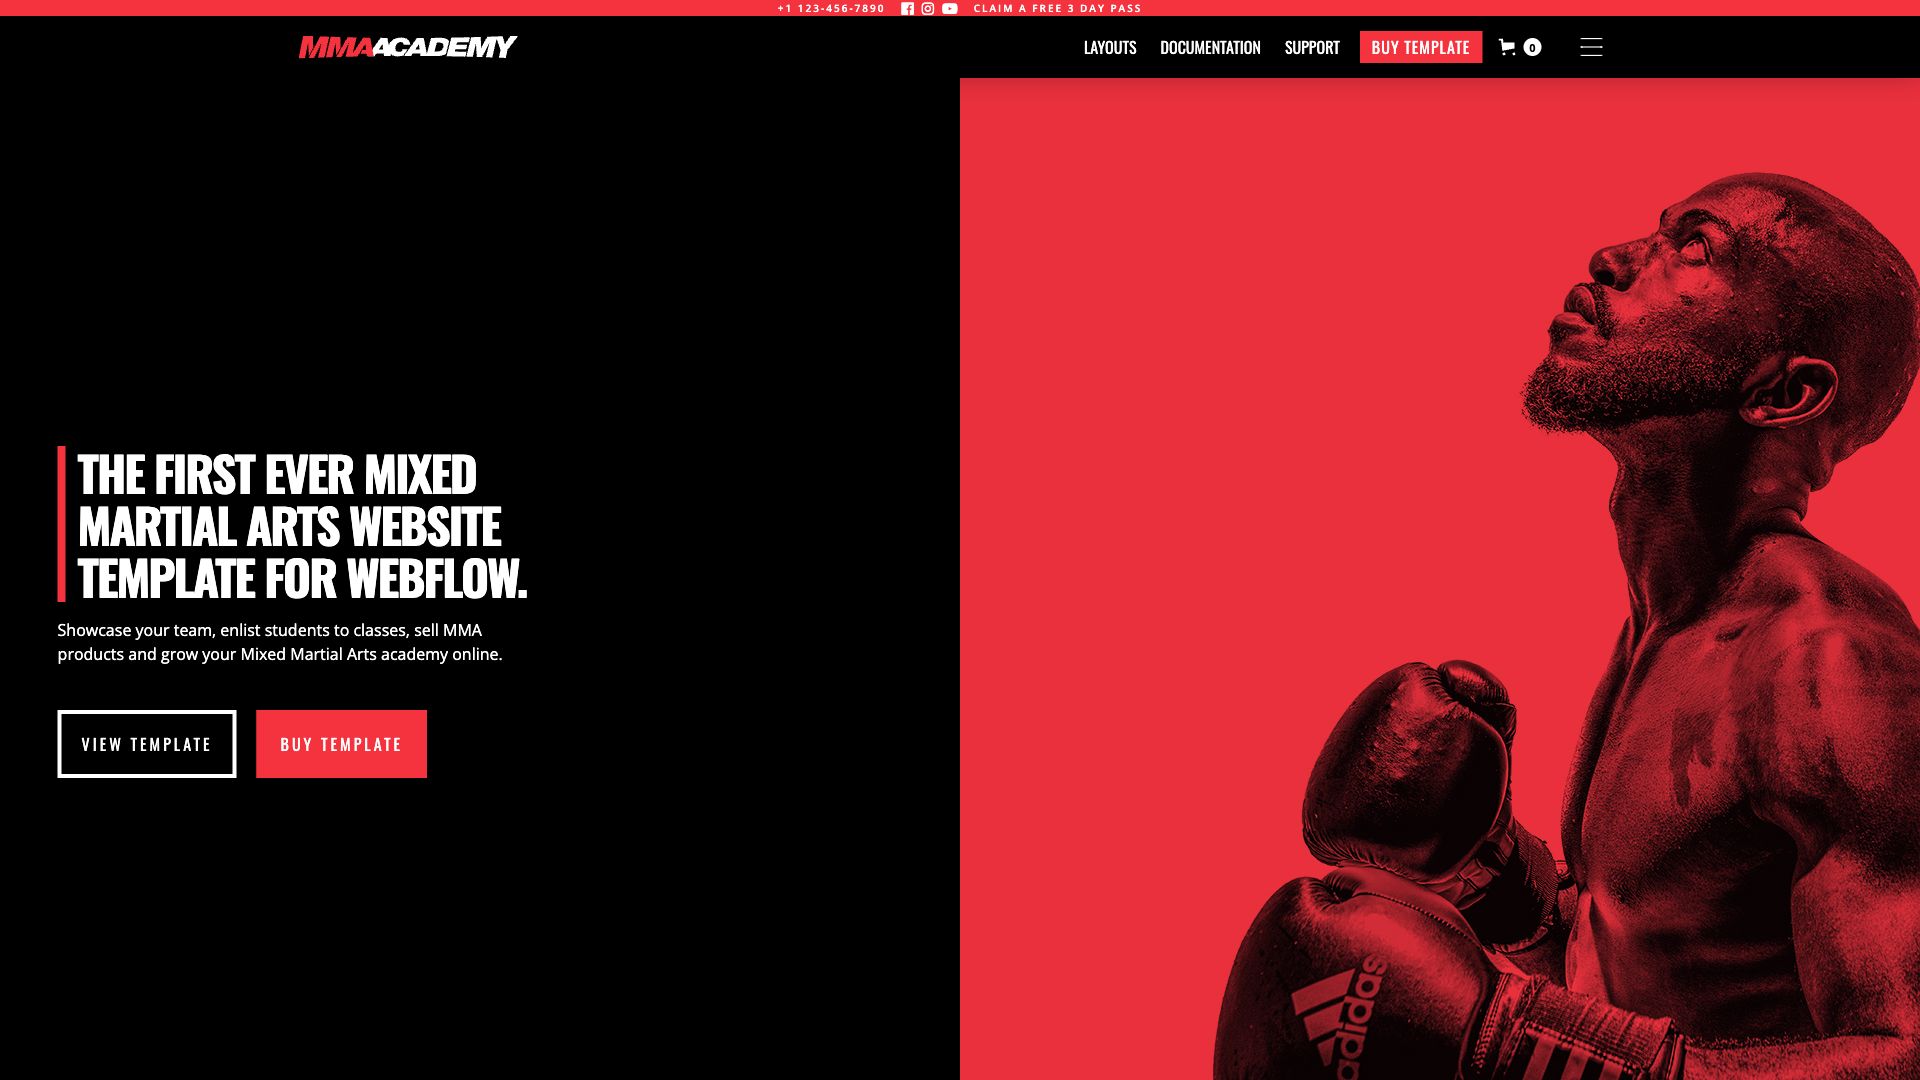 +1 123-456-7890 CLAIM A FREE 3 DAY PASS
MMAACADEMY
LAYOUTS DOCUMENTATION SUPPORT BUY TEMPLATE 0
THE FIRST EVER MIXED
MARTIAL ARTS WEBSITE
TEMPLATE FOR WEBFLOW.
Showcase your team, enlist students to classes, sell MMA
products and grow your Mixed Martial Arts academy online.
VIEW TEMPLATE BUY TEMPLATE
adidas